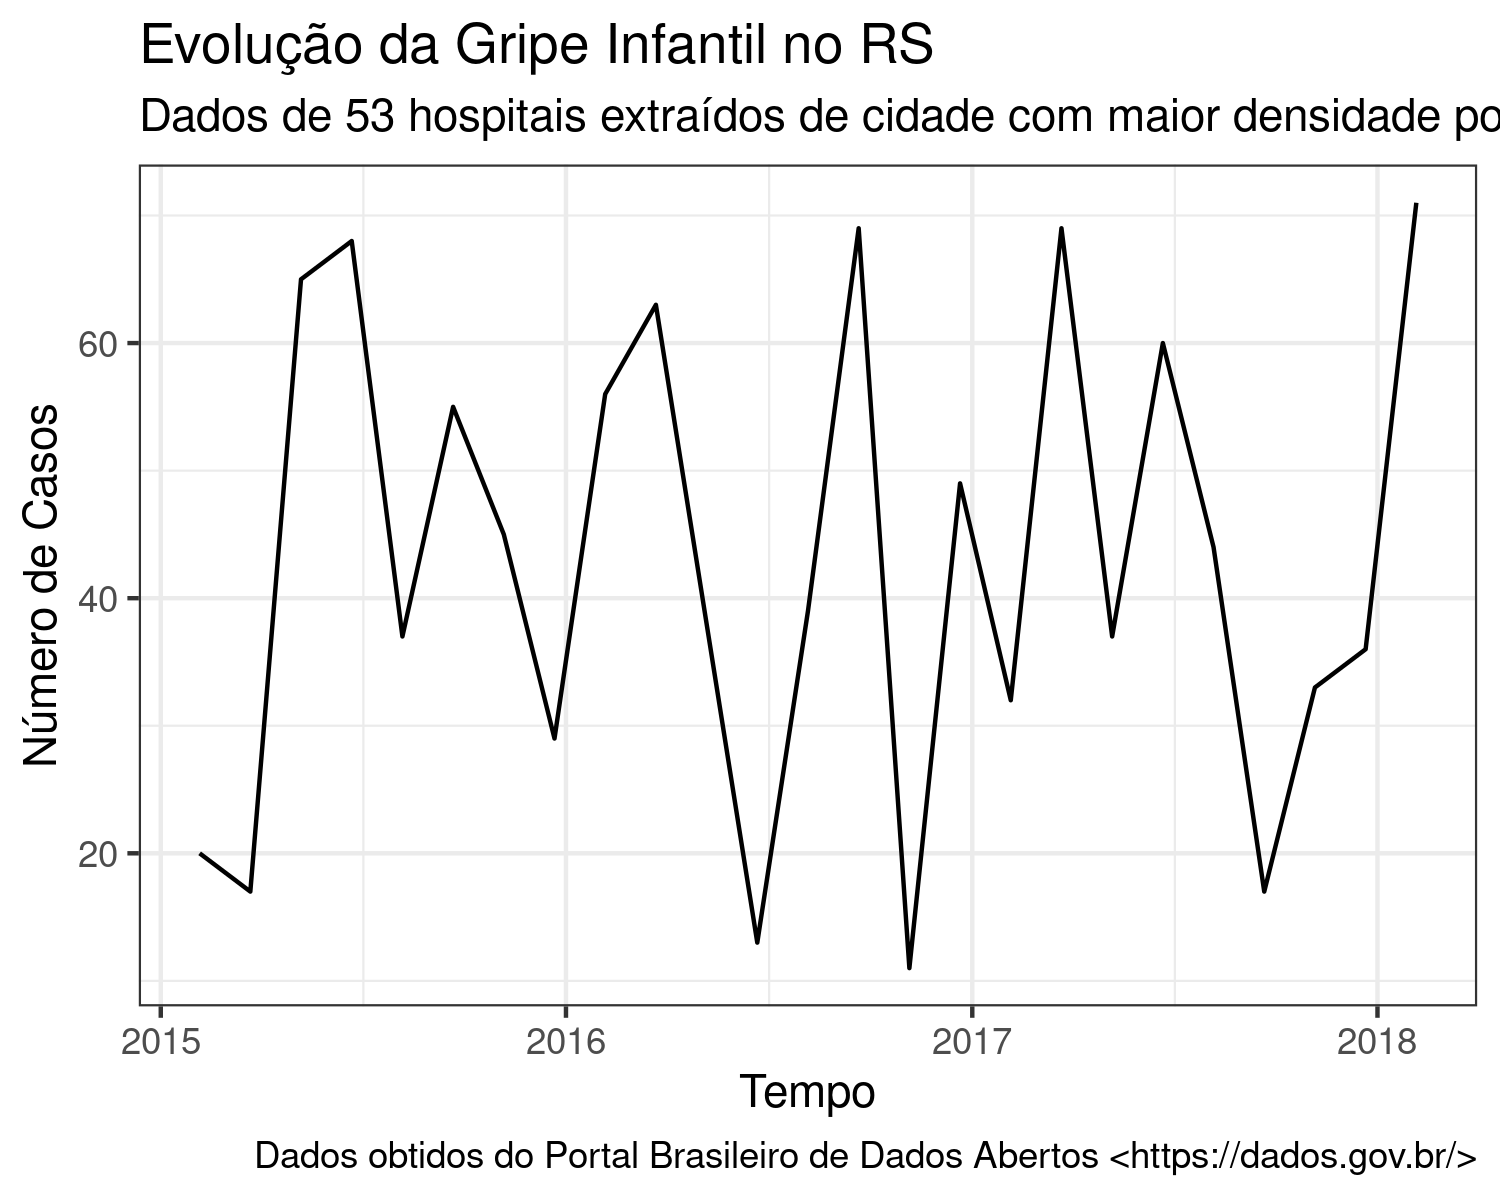 Evolução da Gripe Infantil no RS
Dados de 53 hospitais extraídos de cidade com maior densidade po
60
40
20
Número de Casos
2015 2016 2017 2018
Tempo
Dados obtidos do Portal Brasileiro de Dados Abertos <https://dados.gov.br/>